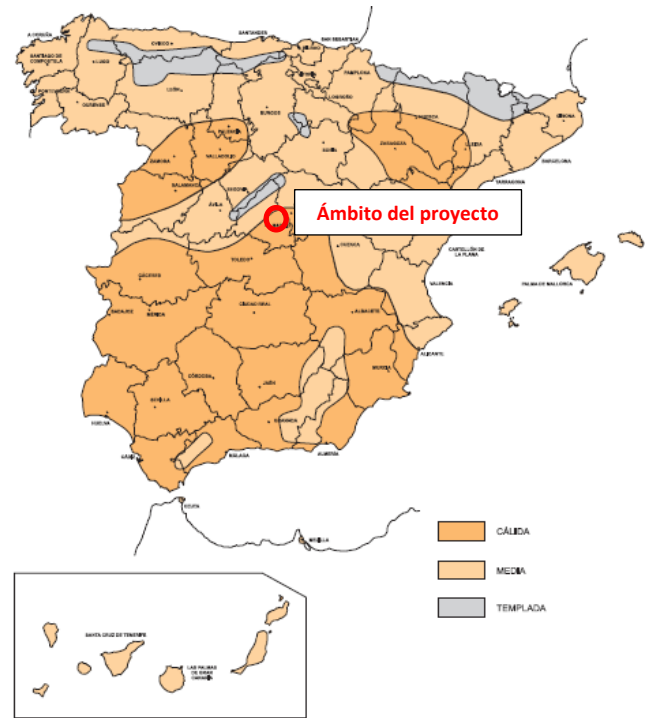 A CORUÑA
SANTANDER
SAN SEBASTIAN
OVIEDO
BILBAO
SANTIAGO DE
COMPOSTELA
LUGO
PAMPLONA
LEÓN
LOGROÑO
OURENSE
BURGOS
HUESCA
GIRONA
PALENCIA
ZAMORA
VALLADOLID
SORIA
ZARAGOZA
LLEIDA
BARCELONA
SALAMANCA
SEGOVIA
TARRAGONA
ÁVILA
Ámbito del proyecto
TOLEDO
CUENCA
CASTELLÓN DE
LA PLANA
CÁCERES
VALENCIA
PALMA DE MALLORCA
CIUDAD REAL
ALBACETE
BADAJOZ
MÉRIDA
ALICANTE
CÓRDOBA
MURCIA
JAÉN
HUELVA
SEVILLA
GRANADA
CÁDIZ
MÁLAGA
ALMERÍA
CEUTA
MELILLA
CÁLIDA
MEDIA
TEMPLADA
SANTA CRUZ DE TENERIFE
LAS PALMAS
DE GRAN
CANARIA